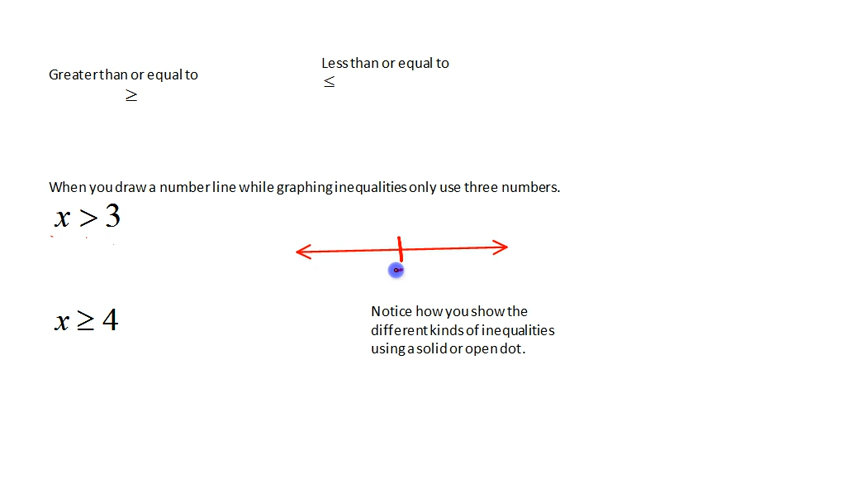 Greater than or equal to
≥
Less than or equal to
≤
When you draw a number line while graphing inequalities only use three numbers.
x > 3
x ≥ 4
Notice how you show the
different kinds of inequalities
using a solid or open dot.